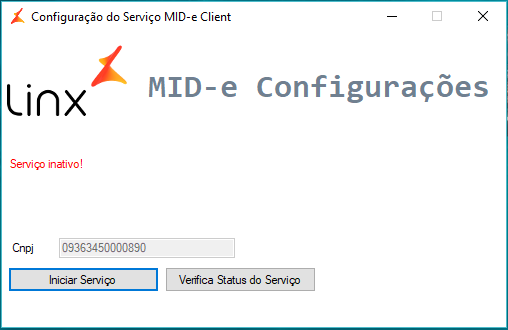 Configuração do Serviço MID-e Client
Linx
MID-e Configurações
Serviço inativo!
Cnpj 09363450000890
Iniciar Serviço Verifica Status do Serviço